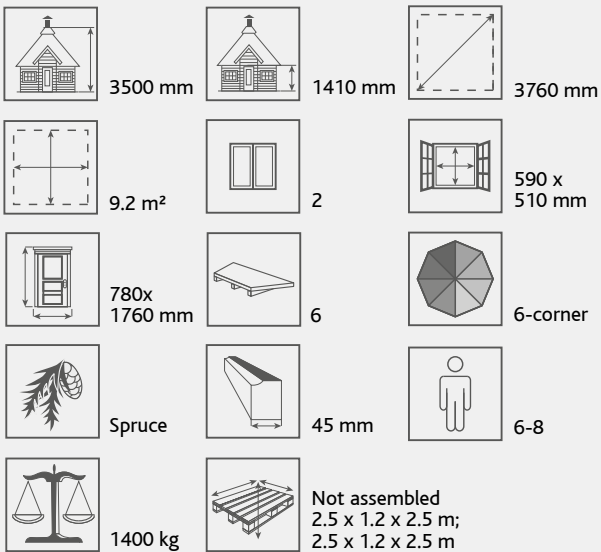 3500 mm
1410 mm
3760 mm
9.2 m²
2
590 x
510 mm
780x
1760 mm
6
6-corner
Spruce
45 mm
6-8
1400 kg
Not assembled
2.5 x 1.2 x 2.5 m;
2.5 x 1.2 x 2.5 m